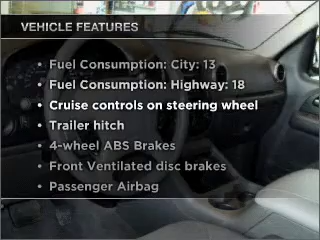 VEHICLE FEATURES
• Fuel Consumption: City: 13
• Fuel Consumption: Highway: 18
• Cruise controls on steering wheel
• Trailer hitch
• 4-wheel ABS Brakes
• Front Ventilated disc brakes
• Passenger Airbag